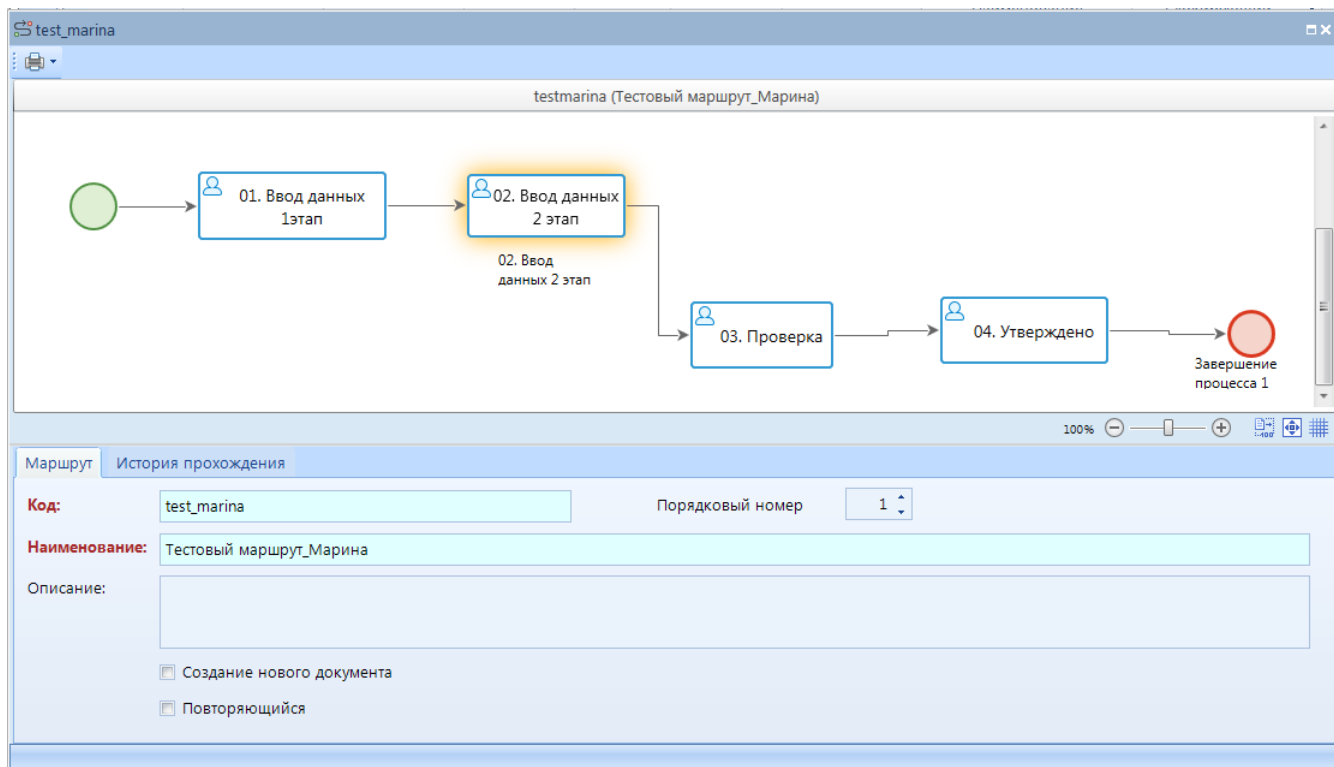 test_marina
testmarina (Тестовый маршрут_Марина)
01. Ввод данных
1этап
02. Ввод данных
2 этап
02. Ввод
данных 2 этап
03. Проверка
04. Утверждено
Завершение
процесса 1
100%
Маршрут
История прохождения
Код:
test_marina
Порядковый номер
1
Наименование:
Тестовый маршрут_Марина
Описание:
Создание нового документа
Повторяющийся